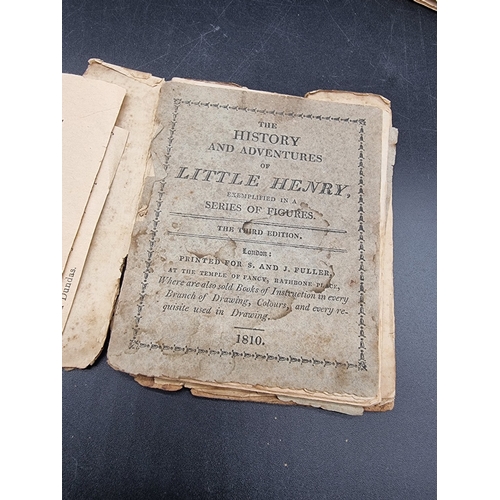 THE
HISTORY
AND ADVENTURES
OF
LITTLE HENRY,
EXEMPLIFIED IN A
SERIES OF FIGURES.
THE THIRD EDITION.
London:
PRINTED FOR S. AND J. FULLER,
AT THE TEMPLE OF FANCY, RATHBONE-PLACE,
Where are also sold Books of Instruction in every
Branch of Drawing, Colours, and every re-
quisite used in Drawing.
1810.
Dundas.